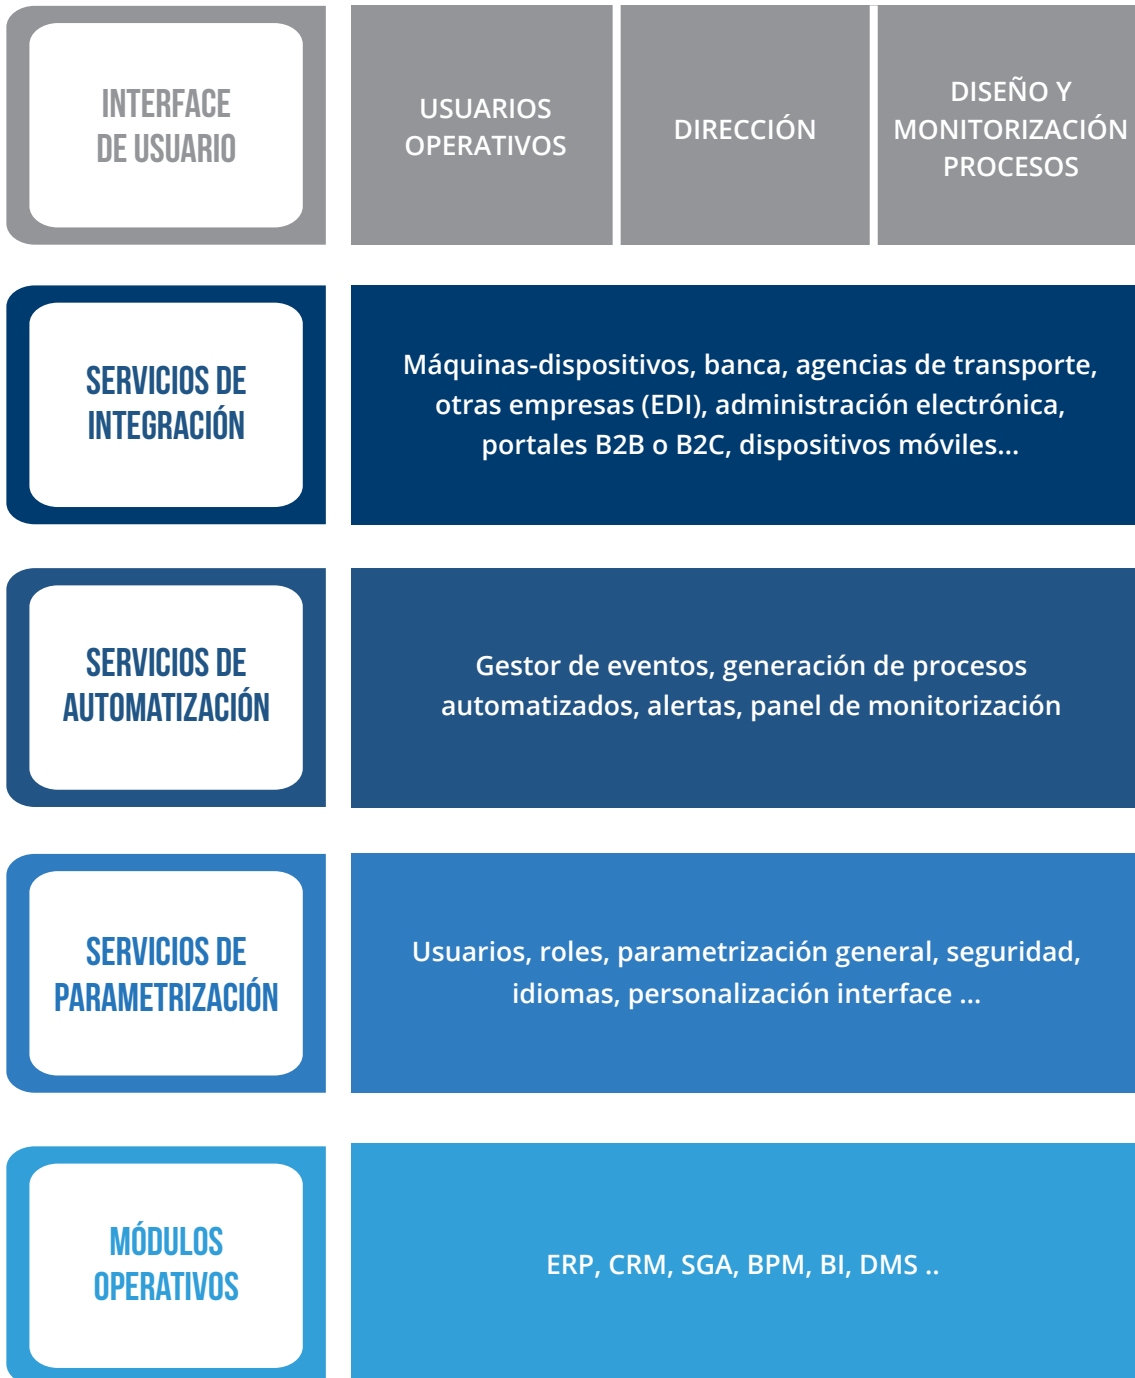 INTERFACE
DE USUARIO
USUARIOS
OPERATIVOS
DIRECCIÓN
DISEÑO Y
MONITORIZACIÓN
PROCESOS
SERVICIOS DE
INTEGRACIÓN
Máquinas-dispositivos, banca, agencias de transporte,
otras empresas (EDI), administración electrónica,
portales B2B o B2C, dispositivos móviles...
SERVICIOS DE
AUTOMATIZACIÓN
Gestor de eventos, generación de procesos
automatizados, alertas, panel de monitorización
SERVICIOS DE
PARAMETRIZACIÓN
Usuarios, roles, parametrización general, seguridad,
idiomas, personalización interface ...
MÓDULOS
OPERATIVOS
ERP, CRM, SGA, BPM, BI, DMS ..